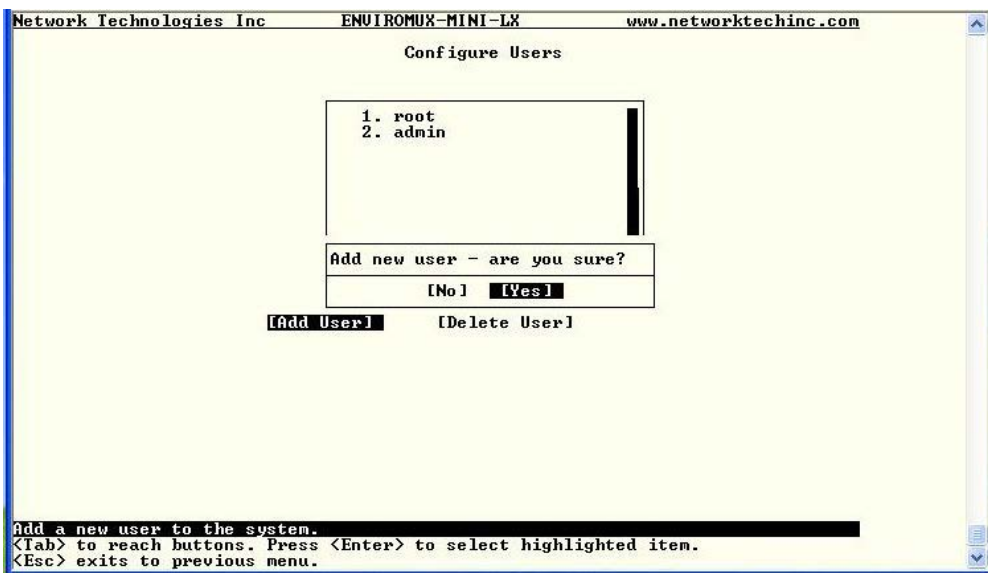 Network Technologies Inc ENVIROMUX-MINI-LX www.networktechinc.com
Configure Users
1. root
2. admin
Add new user - are you sure?
[No] [Yes]
[Add User] [Delete User]
Add a new user to the system.
<Tab> to reach buttons. Press <Enter> to select highlighted item.
<Esc> exits to previous menu.